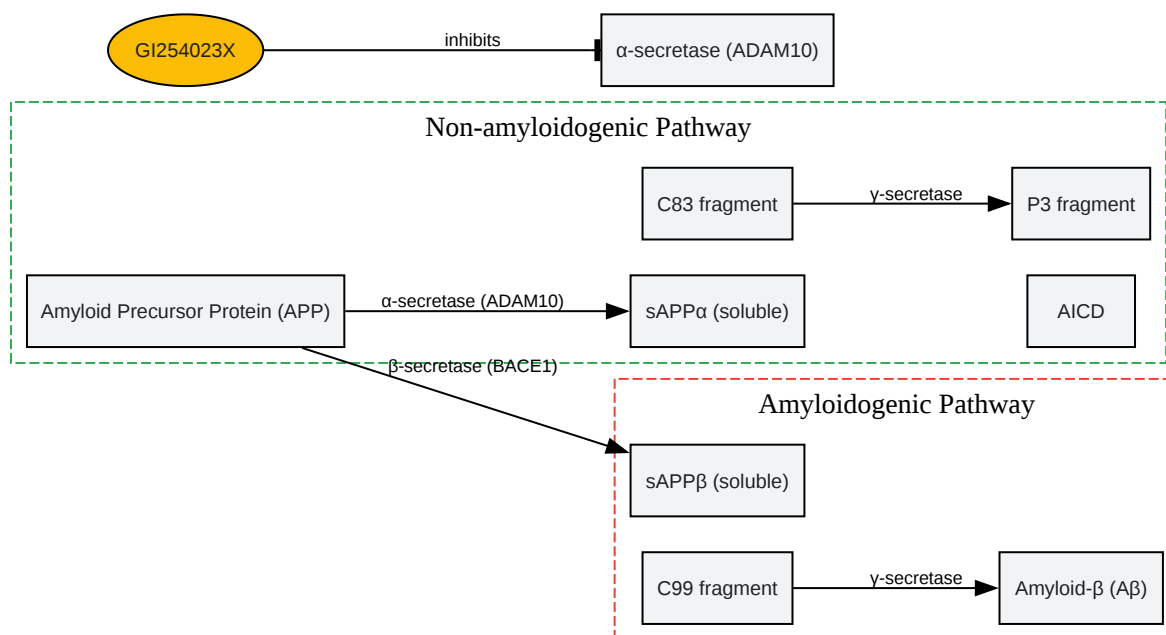 GI254023X
inhibits
α-secretase (ADAM10)
Non-amyloidogenic Pathway
C83 fragment
γ-secretase
P3 fragment
Amyloid Precursor Protein (APP)
α-secretase (ADAM10)
sAPPα (soluble)
AICD
β-secretase (BACE1)
Amyloidogenic Pathway
sAPPβ (soluble)
C99 fragment
γ-secretase
Amyloid-β (Aβ)